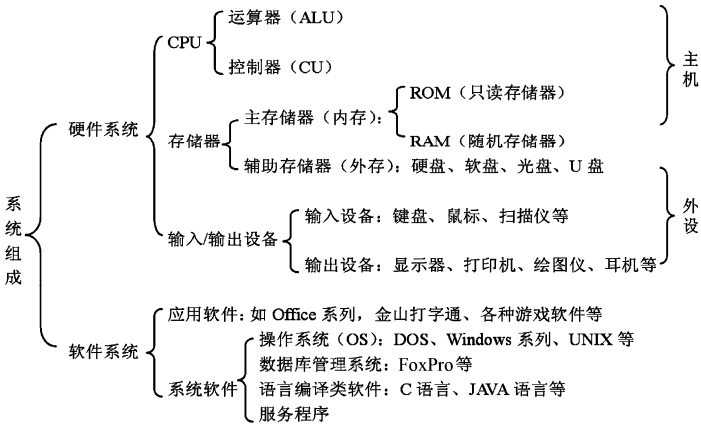 系统组成
硬件系统
CPU
运算器（ALU）
控制器（CU）
存储器
主存储器（内存）：
ROM（只读存储器）
RAM（随机存储器）
辅助存储器（外存）：硬盘、软盘、光盘、U 盘
输入/输出设备
输入设备：键盘、鼠标、扫描仪等
输出设备：显示器、打印机、绘图仪、耳机等
主机
外设
软件系统
应用软件：如 Office 系列，金山打字通、各种游戏软件等
系统软件
操作系统（OS）：DOS、Windows 系列、UNIX 等
数据库管理系统：FoxPro 等
语言编译类软件：C 语言、JAVA 语言等
服务程序